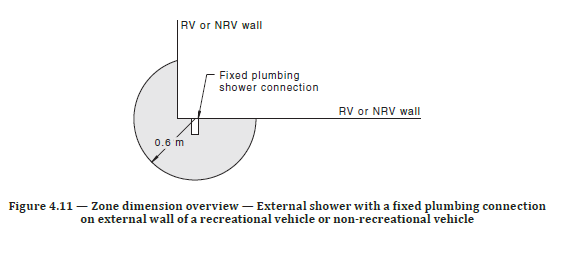 RV or NRV wall
Fixed plumbing
shower connection
RV or NRV wall
0.6 m
Figure 4.11 — Zone dimension overview — External shower with a fixed plumbing connection
on external wall of a recreational vehicle or non-recreational vehicle